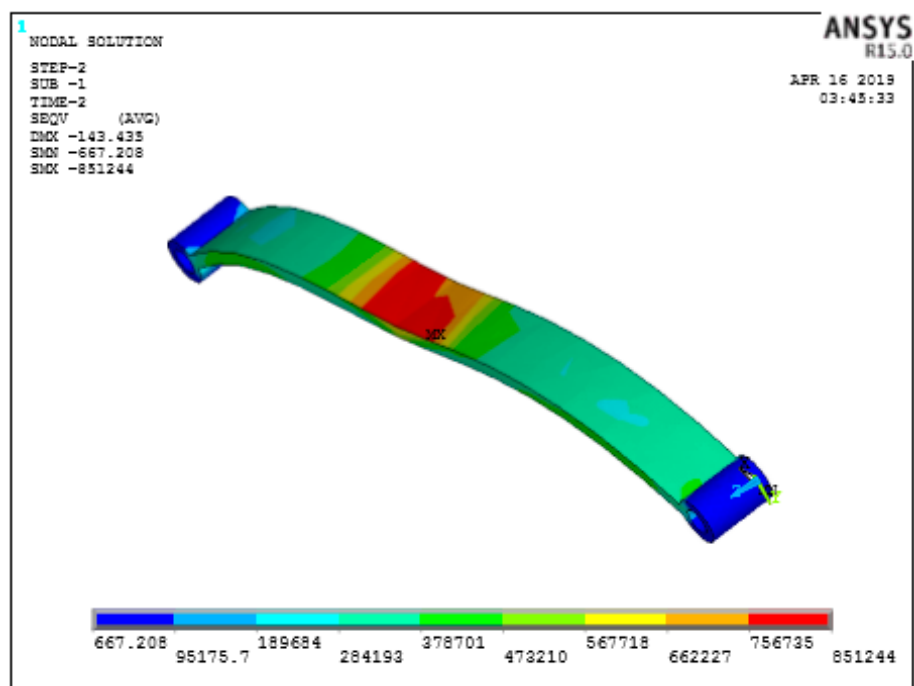 1
NODAL SOLUTION
ANSYS
R15.0
STEP=2
SUB =1
TIME=2
SEQV (AVG)
DMX =143.435
SMN =667.208
SMX =851244
APR 16 2019
03:45:33
MX
667.208 189684 378701 567718 756735
95175.7 284193 473210 662227 851244